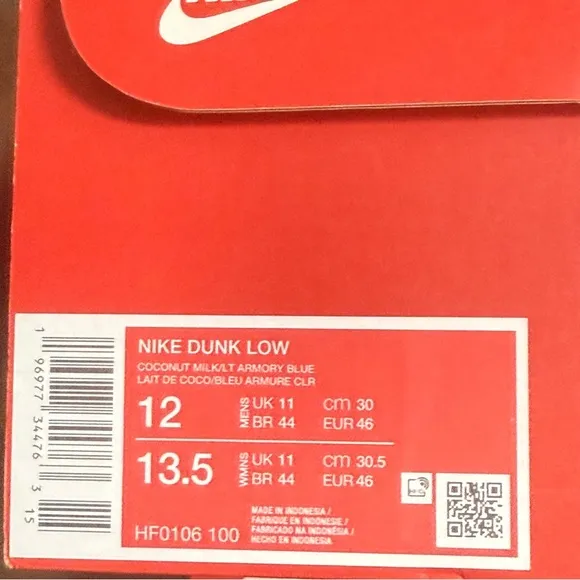 NIKE DUNK LOW
COCONUT MILK/LT ARMORY BLUE
LAIT DE COCO/BLEU ARMURE CLR
12 MENS UK 11 cm 30
BR 44 EUR 46
13.5 WMNS UK 11 cm 30.5
BR 44 EUR 46
HF0106 100
MADE IN INDONESIA /
FABRIQUE EN INDONESIE /
FABRICADO NA INDONÉSIA /
HECHO EN INDONESIA
1 96977 34476 3 15